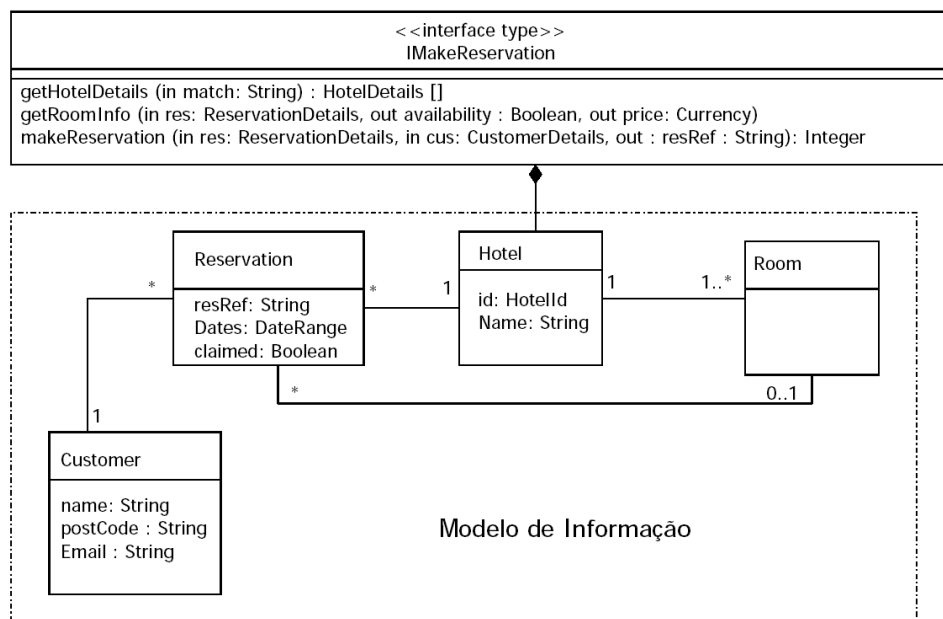 <<interface type>>
IMakeReservation
getHotelDetails (in match: String) : HotelDetails []
getRoomInfo (in res: ReservationDetails, out availability : Boolean, out price: Currency)
makeReservation (in res: ReservationDetails, in cus: CustomerDetails, out : resRef : String): Integer
Reservation
resRef: String
Dates: DateRange
claimed: Boolean
Hotel
id: HotelId
Name: String
Room
*
*
1
1
1..*
*
0..1
1
Customer
name: String
postCode : String
Email : String
Modelo de Informação